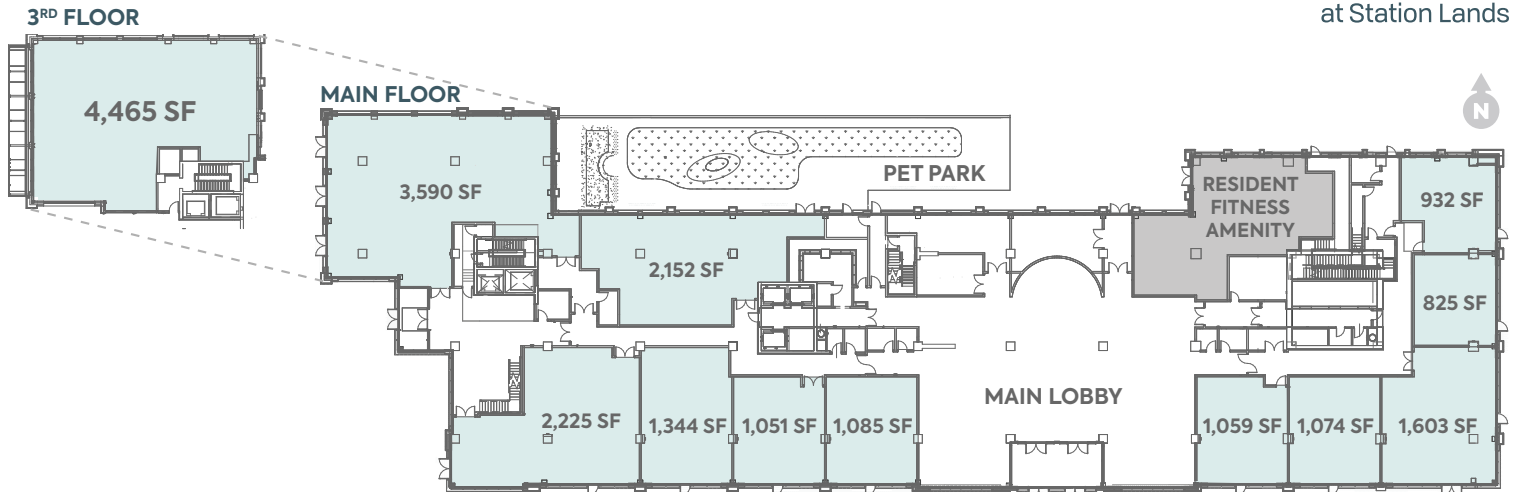 3RD FLOOR
at Station Lands
4,465 SF
MAIN FLOOR
N
3,590 SF
PET PARK
RESIDENT
FITNESS
AMENITY
932 SF
2,152 SF
825 SF
MAIN LOBBY
2,225 SF
1,344 SF
1,051 SF
1,085 SF
1,059 SF
1,074 SF
1,603 SF